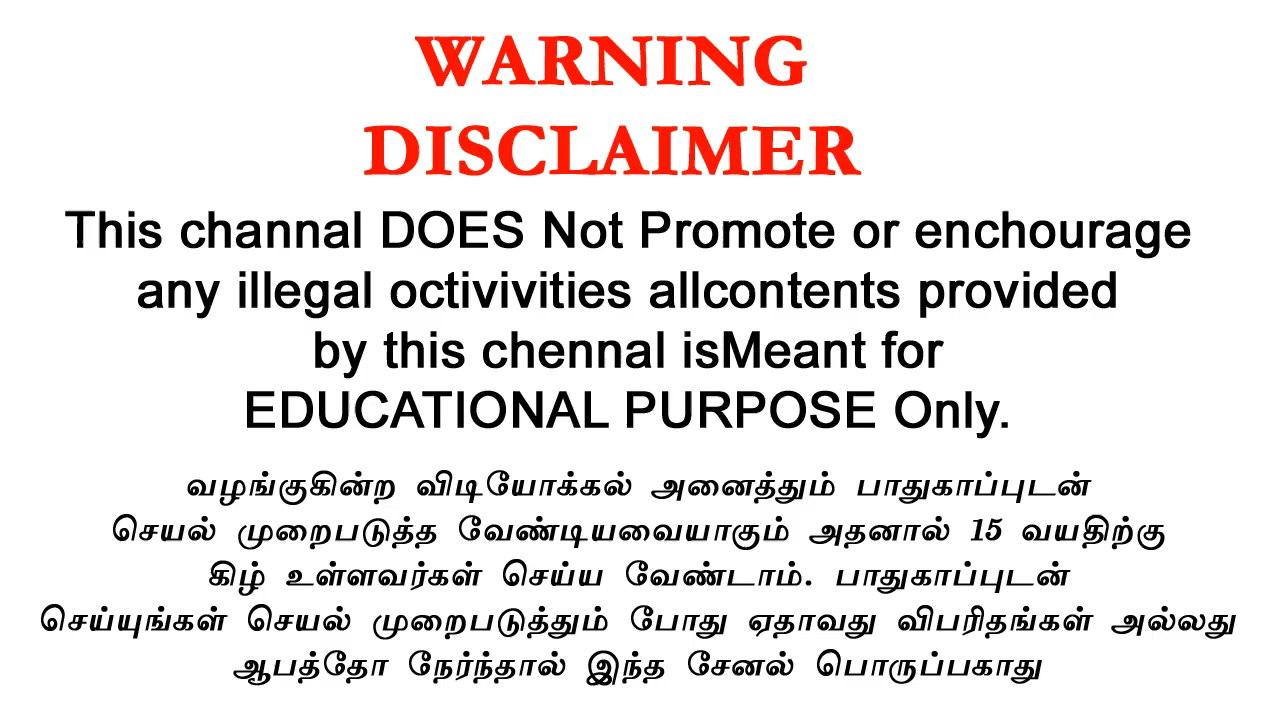 WARNING
DISCLAIMER
This channal DOES Not Promote or enchourage
any illegal octivivities allcontents provided
by this chennal isMeant for
EDUCATIONAL PURPOSE Only.
வழங்குகின்ற விடியோக்கல் அனைத்தும் பாதுகாப்புடன்
செயல் முறைபடுத்த வேண்டியவையாகும் அதனால் 15 வயதிற்கு
கிழ் உள்ளவர்கள் செய்ய வேண்டாம். பாதுகாப்புடன்
செய்யுங்கள் செயல் முறைபடுத்தும் போது ஏதாவது விபரிதங்கள் அல்லது
ஆபத்தோ நேர்ந்தால் இந்த சேனல் பொருப்பகாது